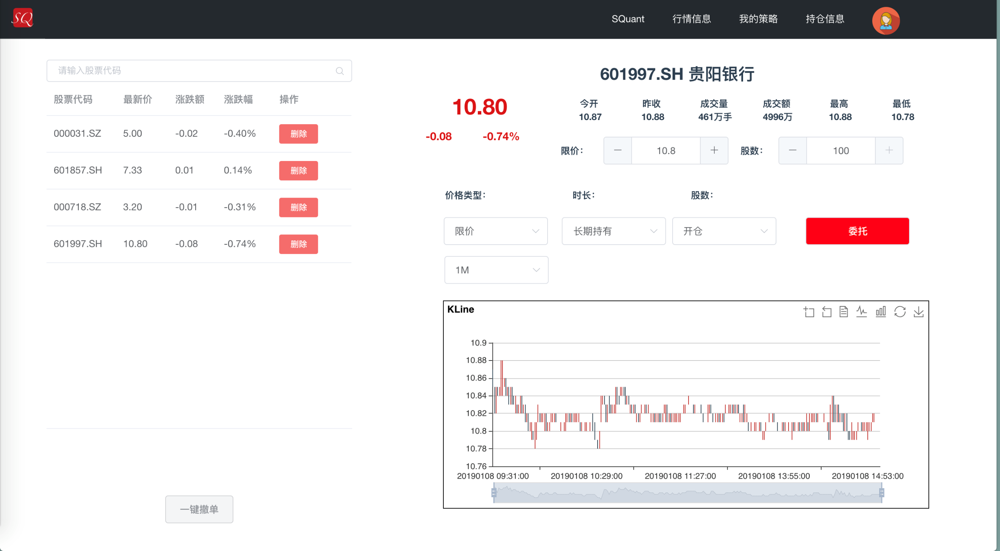 SQ
SQuant 行情信息 我的策略 持仓信息
请输入股票代码
股票代码 最新价 涨跌额 涨跌幅 操作
000031.SZ 5.00 -0.02 -0.40% 删除
601857.SH 7.33 0.01 0.14% 删除
000718.SZ 3.20 -0.01 -0.31% 删除
601997.SH 10.80 -0.08 -0.74% 删除
一键撤单
601997.SH 贵阳银行
10.80
-0.08 -0.74%
今开 昨收 成交量 成交额 最高 最低
10.87 10.88 461万手 4996万 10.88 10.78
限价： 10.8 股数： 100
价格类型： 时长： 股数：
限价 长期持有 开仓 委托
1M
KLine
10.9
10.88
10.86
10.84
10.82
10.8
10.78
10.76
20190108 09:31:00 20190108 10:29:00 20190108 11:27:00 20190108 13:55:00 20190108 14:53:00